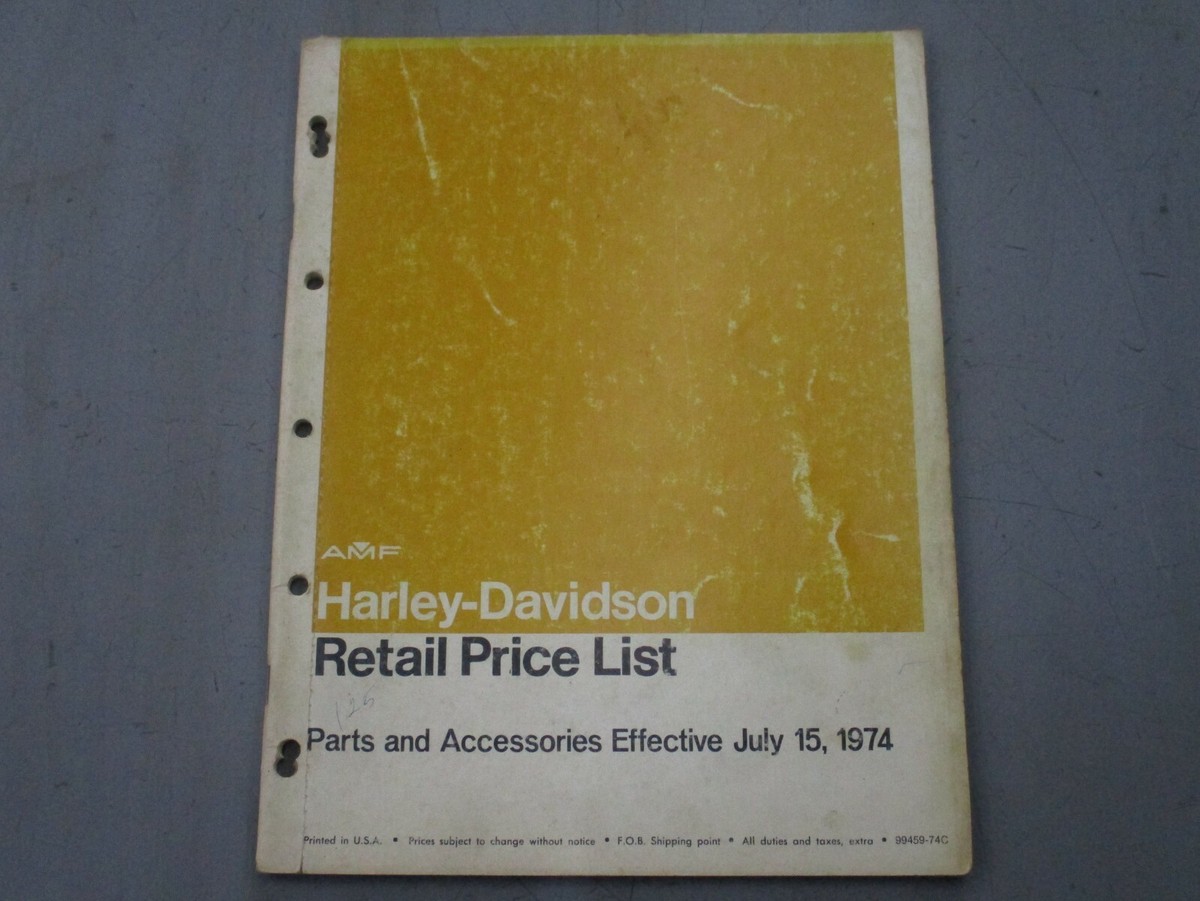 AMF
Harley-Davidson
Retail Price List
126
Parts and Accessories Effective July 15, 1974
Printed in U.S.A. • Prices subject to change without notice • F.O.B. Shipping point • All duties and taxes, extra • 99459-74C